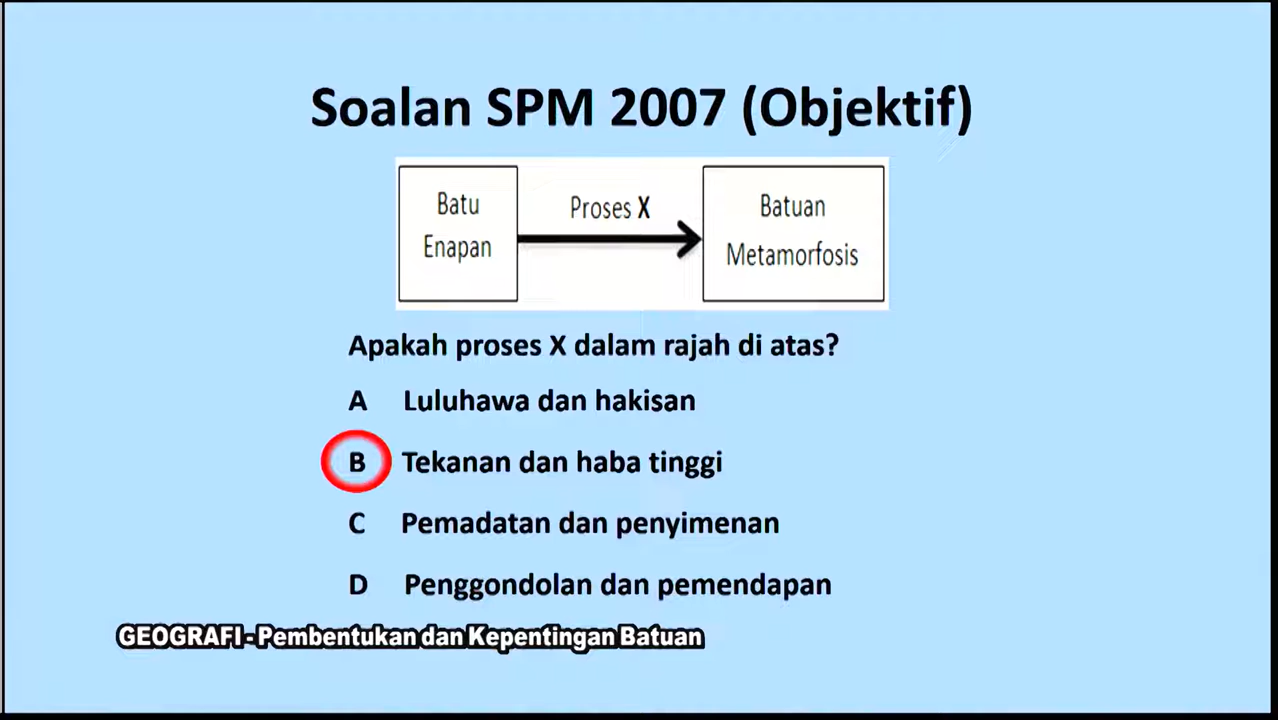 Soalan SPM 2007 (Objektif)
Batu
Enapan
Proses X
Batuan
Metamorfosis
Apakah proses X dalam rajah di atas?
A Luluhawa dan hakisan
B Tekanan dan haba tinggi
C Pemadatan dan penyimenan
D Penggondolan dan pemendapan
GEOGRAFI - Pembentukan dan Kepentingan Batuan